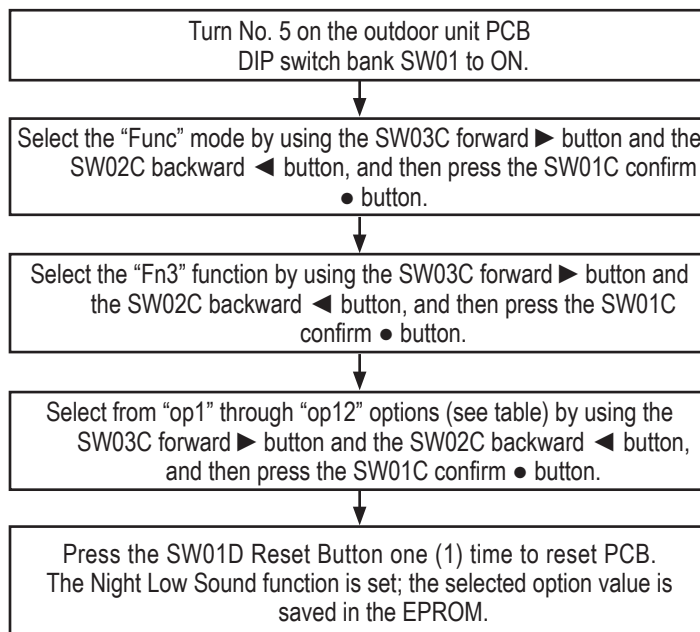 Turn No. 5 on the outdoor unit PCB
DIP switch bank SW01 to ON.
Select the “Func” mode by using the SW03C forward ► button and the
SW02C backward ◄ button, and then press the SW01C confirm
● button.
Select the “Fn3” function by using the SW03C forward ► button and
the SW02C backward ◄ button, and then press the SW01C
confirm ● button.
Select from “op1” through “op12” options (see table) by using the
SW03C forward ► button and the SW02C backward ◄ button,
and then press the SW01C confirm ● button.
Press the SW01D Reset Button one (1) time to reset PCB.
The Night Low Sound function is set; the selected option value is
saved in the EPROM.